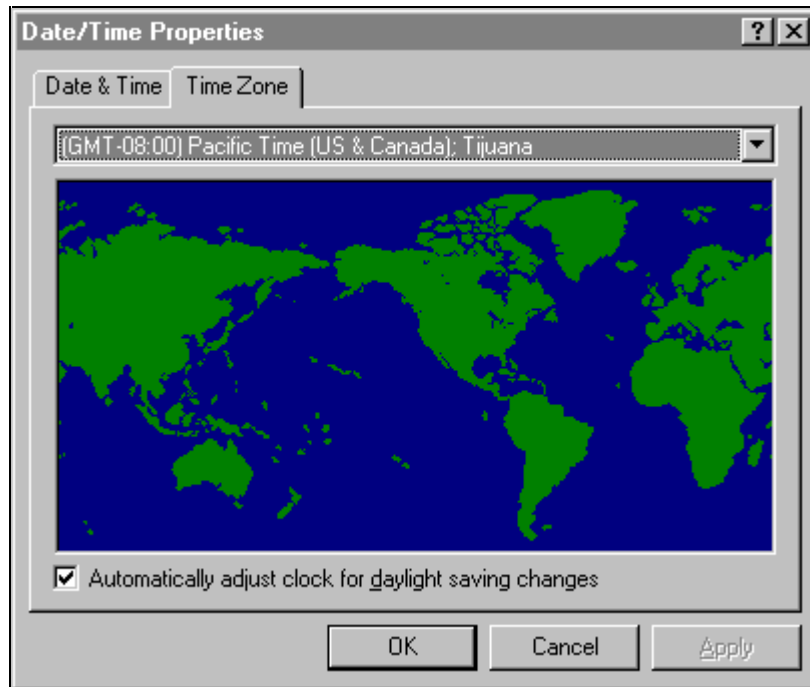 Date/Time Properties
Date & Time
Time Zone
(GMT-08:00) Pacific Time (US & Canada); Tijuana
Automatically adjust clock for daylight saving changes
OK
Cancel
Apply